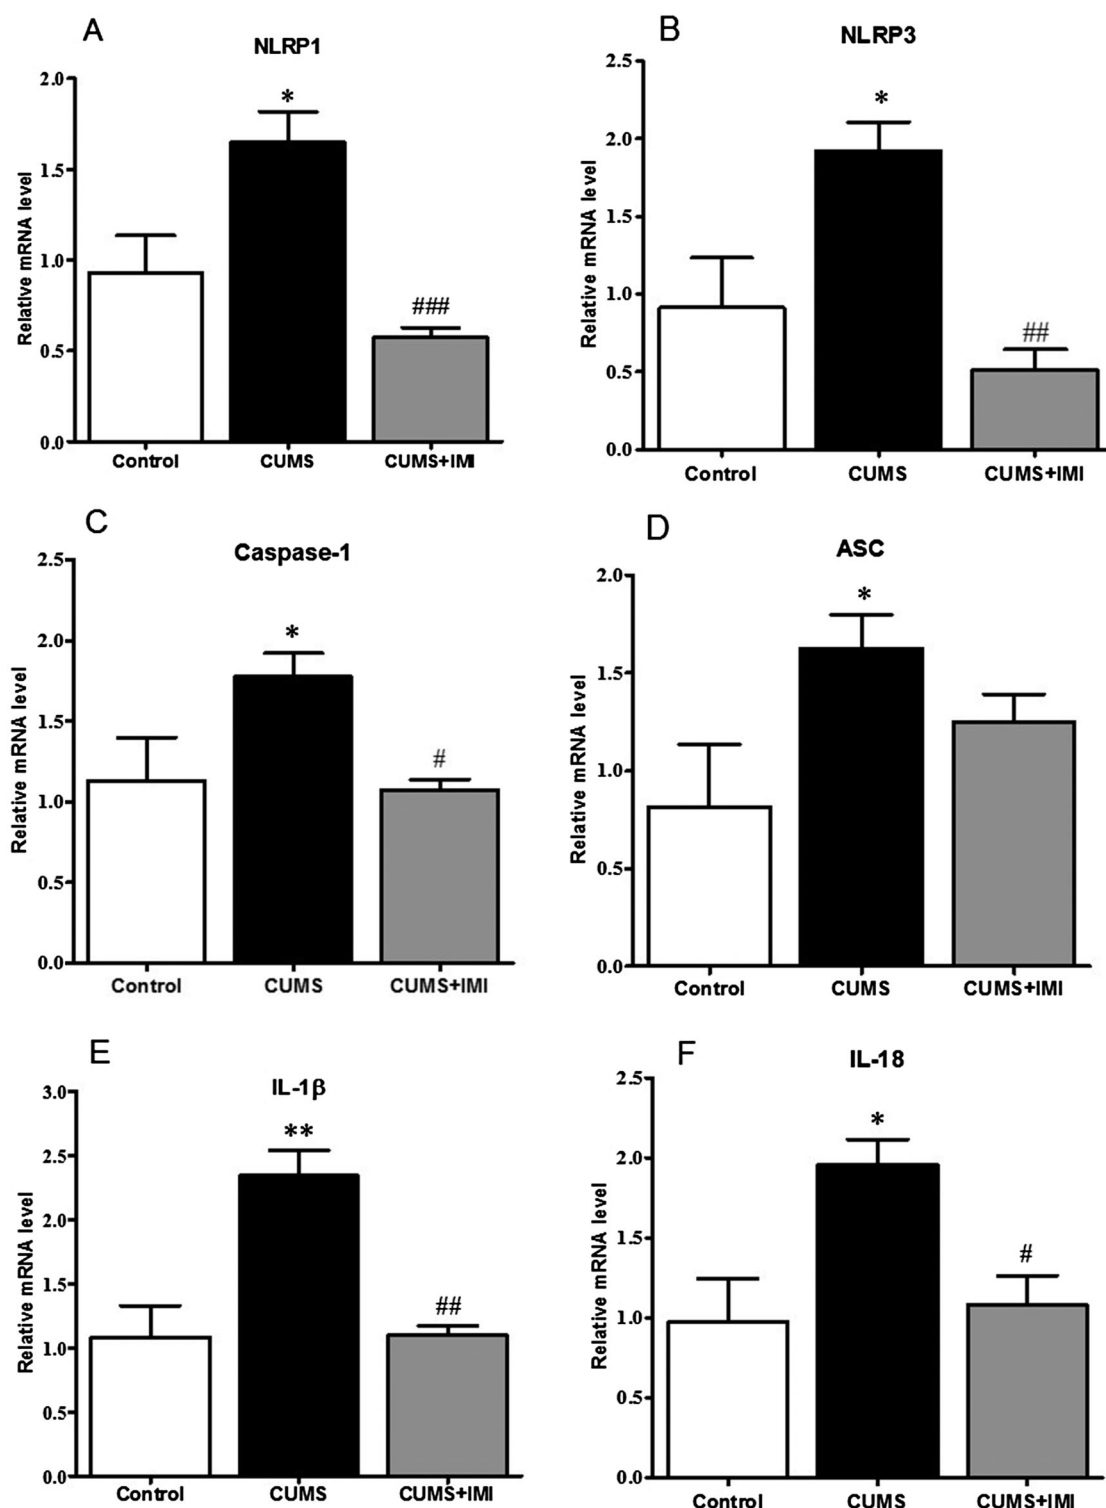 A
NLRP1
Relative mRNA level
2.0
1.5
1.0
0.5
0.0
*
###
Control
CUMS
CUMS+IMI
B
NLRP3
Relative mRNA level
2.5
2.0
1.5
1.0
0.5
0.0
*
##
Control
CUMS
CUMS+IMI
C
Caspase-1
Relative mRNA level
2.5
2.0
1.5
1.0
0.5
0.0
*
#
Control
CUMS
CUMS+IMI
D
ASC
Relative mRNA level
2.0
1.5
1.0
0.5
0.0
*
Control
CUMS
CUMS+IMI
E
IL-1β
Relative mRNA level
3.0
2.5
2.0
1.5
1.0
0.5
0.0
**
##
Control
CUMS
CUMS+IMI
F
IL-18
Relative mRNA level
2.5
2.0
1.5
1.0
0.5
0.0
*
#
Control
CUMS
CUMS+IMI